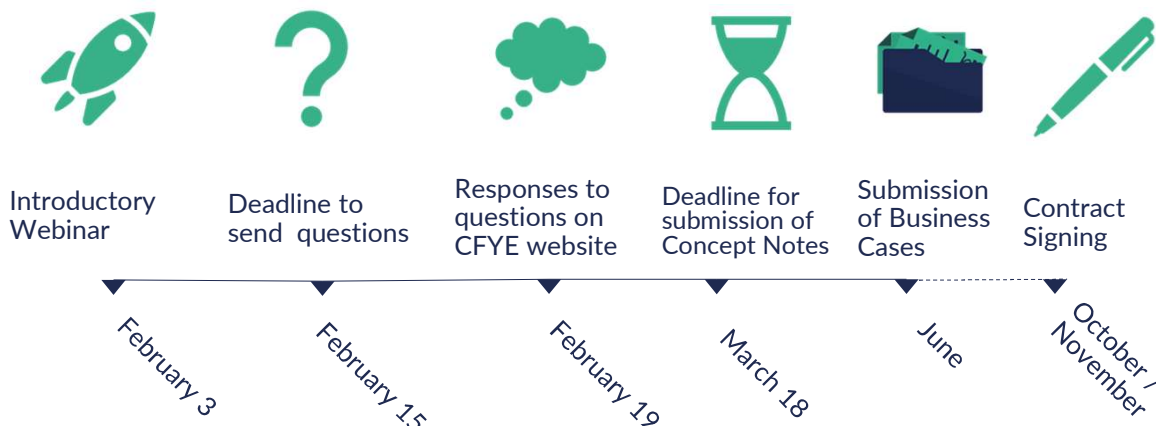 Introductory
Webinar
Deadline to
send questions
Responses to
questions on
CFYE website
Deadline for
submission of
Concept Notes
Submission
of Business
Cases
Contract
Signing
February 3
February 15
February 19
March 18
June
October /
November